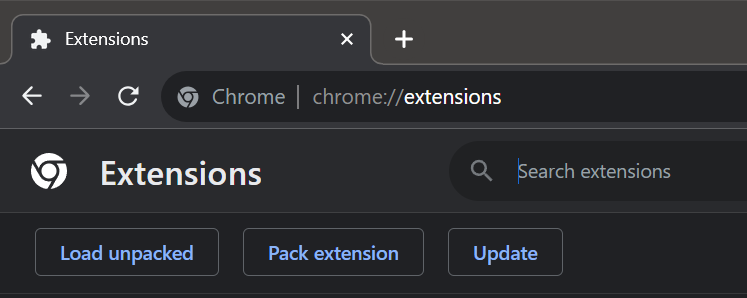 Extensions
Chrome | chrome://extensions
Extensions
Search extensions
Load unpacked
Pack extension
Update